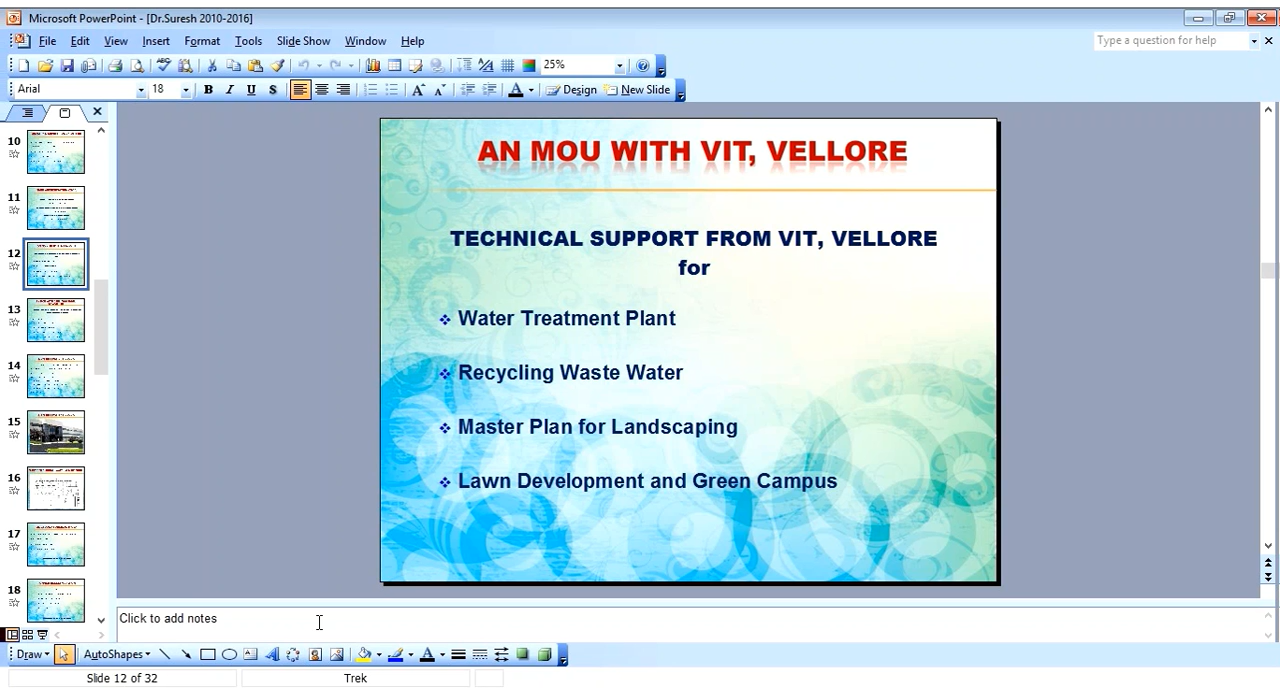 Microsoft PowerPoint - [Dr.Suresh 2010-2016]
File Edit View Insert Format Tools Slide Show Window Help
Type a question for help
25%
Arial 18 B I U S A A A Design New Slide
10
11
12
13
14
15
16
17
18
AN MOU WITH VIT, VELLORE
TECHNICAL SUPPORT FROM VIT, VELLORE
for
❖ Water Treatment Plant
❖ Recycling Waste Water
❖ Master Plan for Landscaping
❖ Lawn Development and Green Campus
Click to add notes
Draw AutoShapes A
Slide 12 of 32 Trek